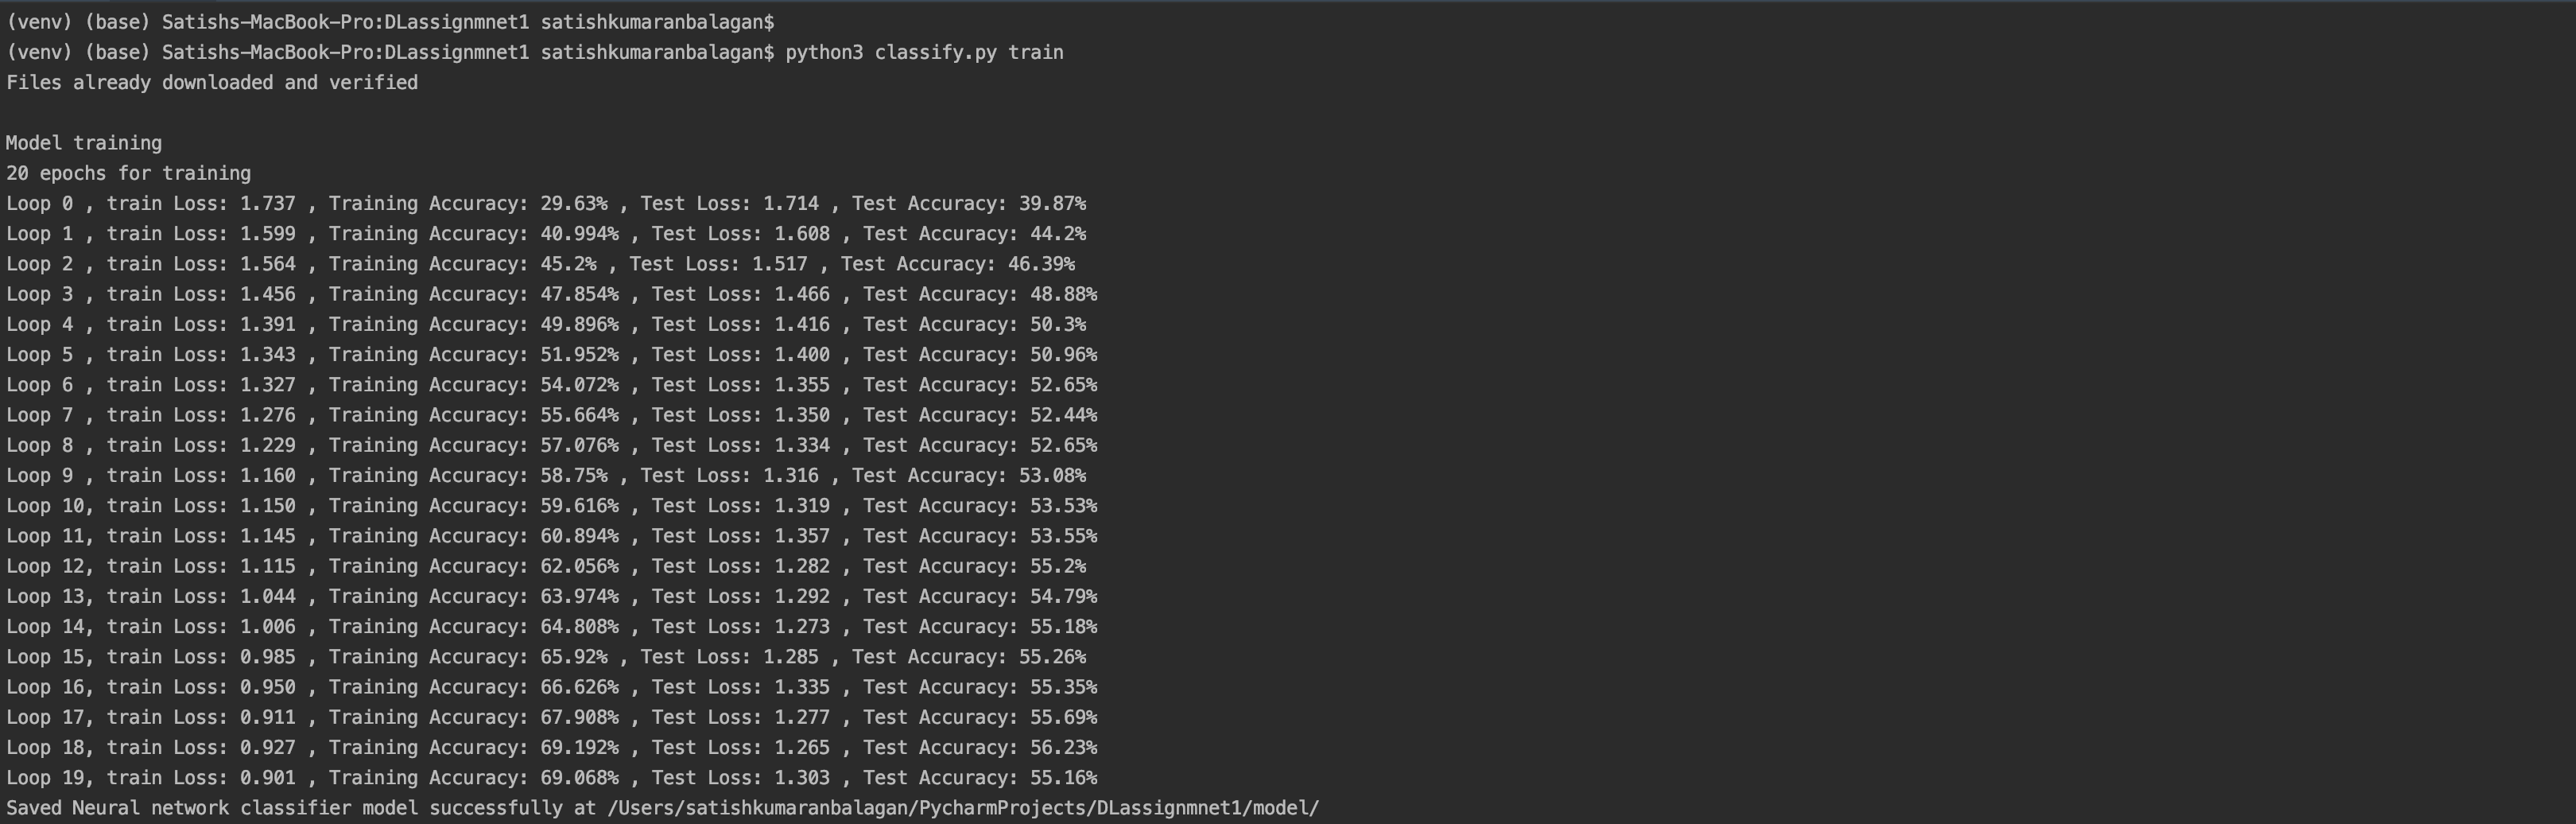 (venv) (base) Satishs-MacBook-Pro:DLassignmnet1 satishkumaranbalagan$
(venv) (base) Satishs-MacBook-Pro:DLassignmnet1 satishkumaranbalagan$ python3 classify.py train
Files already downloaded and verified
Model training
20 epochs for training
Loop 0 , train Loss: 1.737 , Training Accuracy: 29.63% , Test Loss: 1.714 , Test Accuracy: 39.87%
Loop 1 , train Loss: 1.599 , Training Accuracy: 40.994% , Test Loss: 1.608 , Test Accuracy: 44.2%
Loop 2 , train Loss: 1.564 , Training Accuracy: 45.2% , Test Loss: 1.517 , Test Accuracy: 46.39%
Loop 3 , train Loss: 1.456 , Training Accuracy: 47.854% , Test Loss: 1.466 , Test Accuracy: 48.88%
Loop 4 , train Loss: 1.391 , Training Accuracy: 49.896% , Test Loss: 1.416 , Test Accuracy: 50.3%
Loop 5 , train Loss: 1.343 , Training Accuracy: 51.952% , Test Loss: 1.400 , Test Accuracy: 50.96%
Loop 6 , train Loss: 1.327 , Training Accuracy: 54.072% , Test Loss: 1.355 , Test Accuracy: 52.65%
Loop 7 , train Loss: 1.276 , Training Accuracy: 55.664% , Test Loss: 1.350 , Test Accuracy: 52.44%
Loop 8 , train Loss: 1.229 , Training Accuracy: 57.076% , Test Loss: 1.334 , Test Accuracy: 52.65%
Loop 9 , train Loss: 1.160 , Training Accuracy: 58.75% , Test Loss: 1.316 , Test Accuracy: 53.08%
Loop 10, train Loss: 1.150 , Training Accuracy: 59.616% , Test Loss: 1.319 , Test Accuracy: 53.53%
Loop 11, train Loss: 1.145 , Training Accuracy: 60.894% , Test Loss: 1.357 , Test Accuracy: 53.55%
Loop 12, train Loss: 1.115 , Training Accuracy: 62.056% , Test Loss: 1.282 , Test Accuracy: 55.2%
Loop 13, train Loss: 1.044 , Training Accuracy: 63.974% , Test Loss: 1.292 , Test Accuracy: 54.79%
Loop 14, train Loss: 1.006 , Training Accuracy: 64.808% , Test Loss: 1.273 , Test Accuracy: 55.18%
Loop 15, train Loss: 0.985 , Training Accuracy: 65.92% , Test Loss: 1.285 , Test Accuracy: 55.26%
Loop 16, train Loss: 0.950 , Training Accuracy: 66.626% , Test Loss: 1.335 , Test Accuracy: 55.35%
Loop 17, train Loss: 0.911 , Training Accuracy: 67.908% , Test Loss: 1.277 , Test Accuracy: 55.69%
Loop 18, train Loss: 0.927 , Training Accuracy: 69.192% , Test Loss: 1.265 , Test Accuracy: 56.23%
Loop 19, train Loss: 0.901 , Training Accuracy: 69.068% , Test Loss: 1.303 , Test Accuracy: 55.16%
Saved Neural network classifier model successfully at /Users/satishkumaranbalagan/PycharmProjects/DLassignmnet1/model/